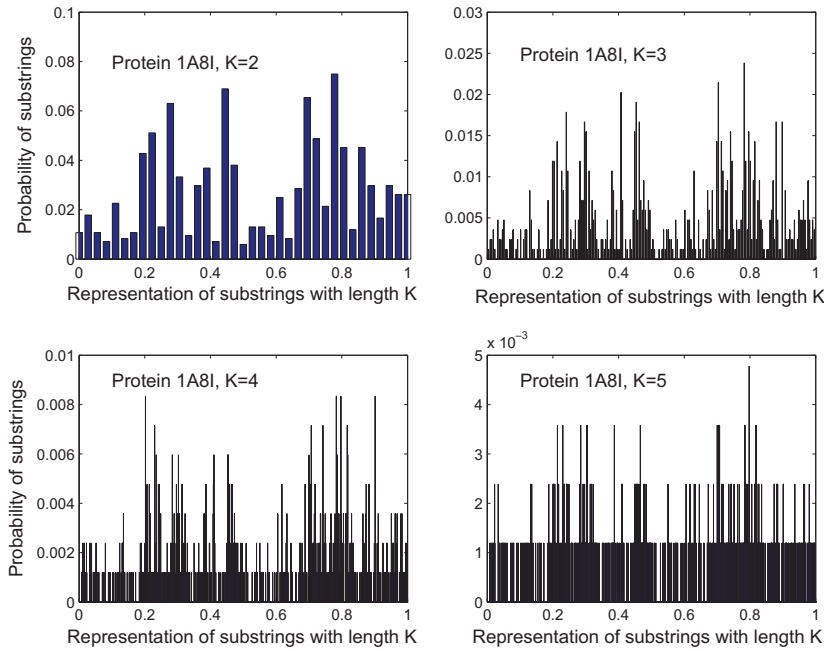 0.1
0.08
0.06
0.04
0.02
0
Probability of substrings
Protein 1A8I, K=2
0 0.2 0.4 0.6 0.8 1
Representation of substrings with length K
0.03
0.025
0.02
0.015
0.01
0.005
0
Protein 1A8I, K=3
0 0.2 0.4 0.6 0.8 1
Representation of substrings with length K
0.01
0.008
0.006
0.004
0.002
0
Probability of substrings
Protein 1A8I, K=4
0 0.2 0.4 0.6 0.8 1
Representation of substrings with length K
x 10⁻³
5
4
3
2
1
0
Protein 1A8I, K=5
0 0.2 0.4 0.6 0.8 1
Representation of substrings with length K